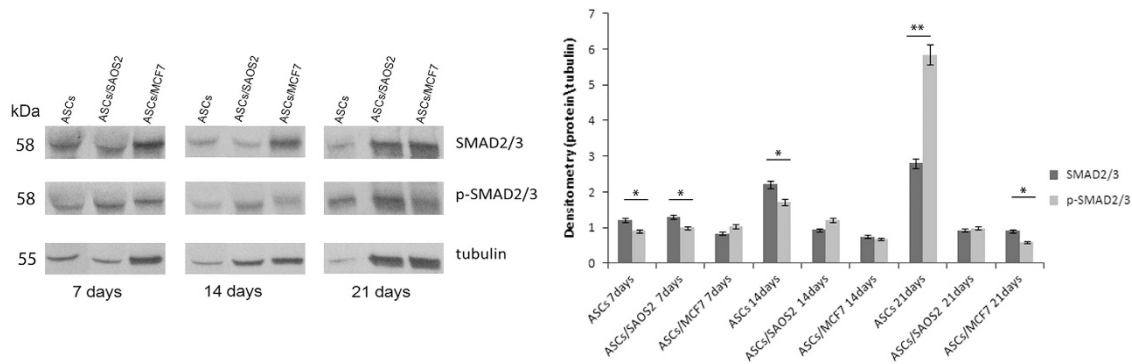 kDa
ASCs
ASCs/SAOS2
ASCs/MCF7
ASCs
ASCs/SAOS2
ASCs/MCF7
ASCs
ASCs/SAOS2
ASCs/MCF7
58
SMAD2/3
58
p-SMAD2/3
55
tubulin
7 days
14 days
21 days
Densitometry (protein\tubulin)
7
6
5
4
3
2
1
0
*
*
*
**
*
ASCs 7days
ASCs/SAOS2 7days
ASCs/MCF7 7days
ASCs 14days
ASCs/SAOS2 14days
ASCs/MCF7 14days
ASCs 21days
ASCs/SAOS2 21days
ASCs/MCF7 21days
SMAD2/3
p-SMAD2/3